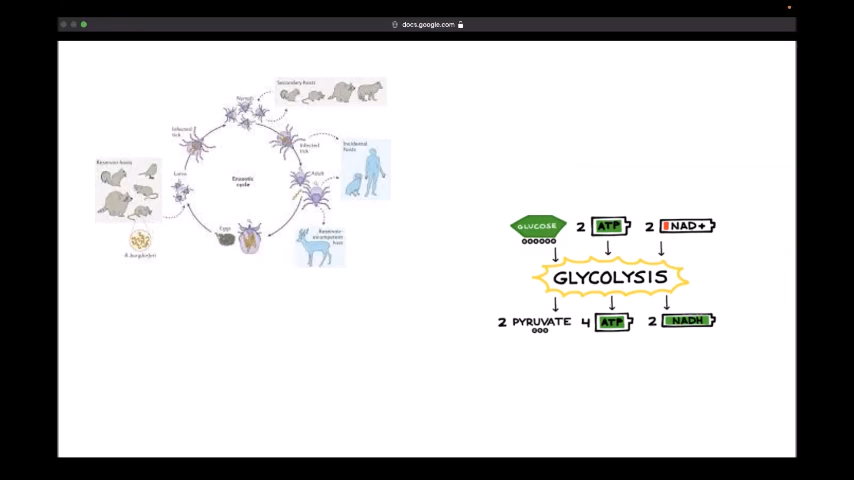 docs.google.com
Secondary hosts
Nymph
Infected
tick
Infected
tick
Incidental
hosts
Reservoir hosts
Larva
Enzootic
cycle
Adult
Eggs
Reservoir-
incompetent
host
B. burgdorferi
GLUCOSE 2 ATP 2 NAD+
GLYCOLYSIS
2 PYRUVATE 4 ATP 2 NADH